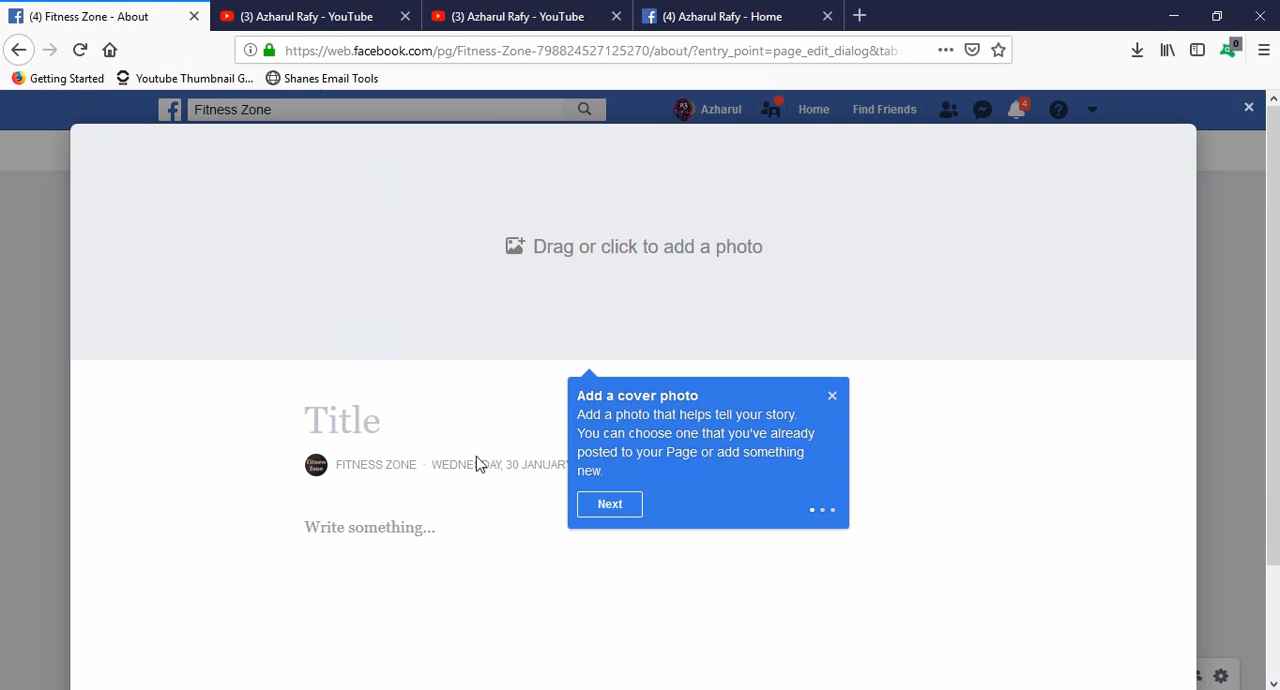 (4) Fitness Zone - About
(3) Azharul Rafy - YouTube
(3) Azharul Rafy - YouTube
(4) Azharul Rafy - Home
https://web.facebook.com/pg/Fitness-Zone-798824527125270/about/?entry_point=page_edit_dialog&tab=
0
Getting Started
Youtube Thumbnail G...
Shanes Email Tools
Fitness Zone
Azharul
Home
Find Friends
4
Drag or click to add a photo
Add a cover photo
Add a photo that helps tell your story.
You can choose one that you've already
posted to your Page or add something
new.
Next
Title
FITNESS ZONE · WEDNESDAY, 30 JANUARY
Write something...